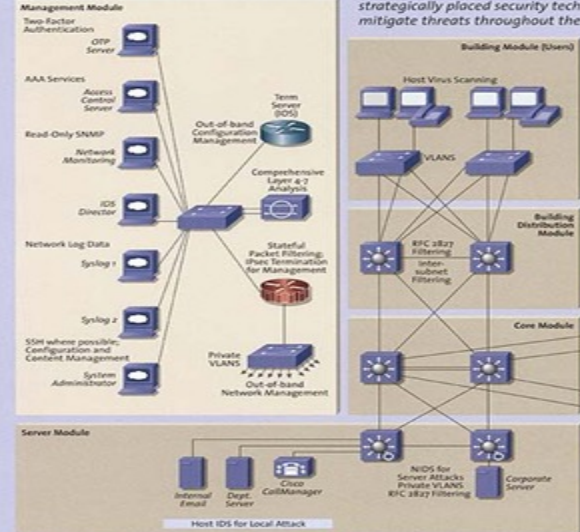 strategically placed security tech
mitigate threats throughout the
Management Module
Two-Factor
Authentication
OTP
Server
AAA Services
Access
Control
Server
Read-Only SNMP
Network
Monitoring
IDS
Director
Network Log Data
Syslog 1
Syslog 2
SSH where possible;
Configuration and
Content Management
System
Administrator
Term
Server
(IOS)
Out-of-band
Configuration
Management
Comprehensive
Layer 4-7
Analysis
Stateful
Packet Filtering;
IPsec Termination
for Management
Private
VLANs
Out-of-band
Network Management
Building Module (Users)
Host Virus Scanning
VLANS
Building
Distribution
Module
RFC 2827
Filtering
Inter-
subnet
Filtering
Core Module
Server Module
Internal
Email
Dept.
Server
Cisco
CallManager
NIDS for
Server Attacks
Private VLANS
RFC 2827 Filtering
Corporate
Server
Host IDS for Local Attack